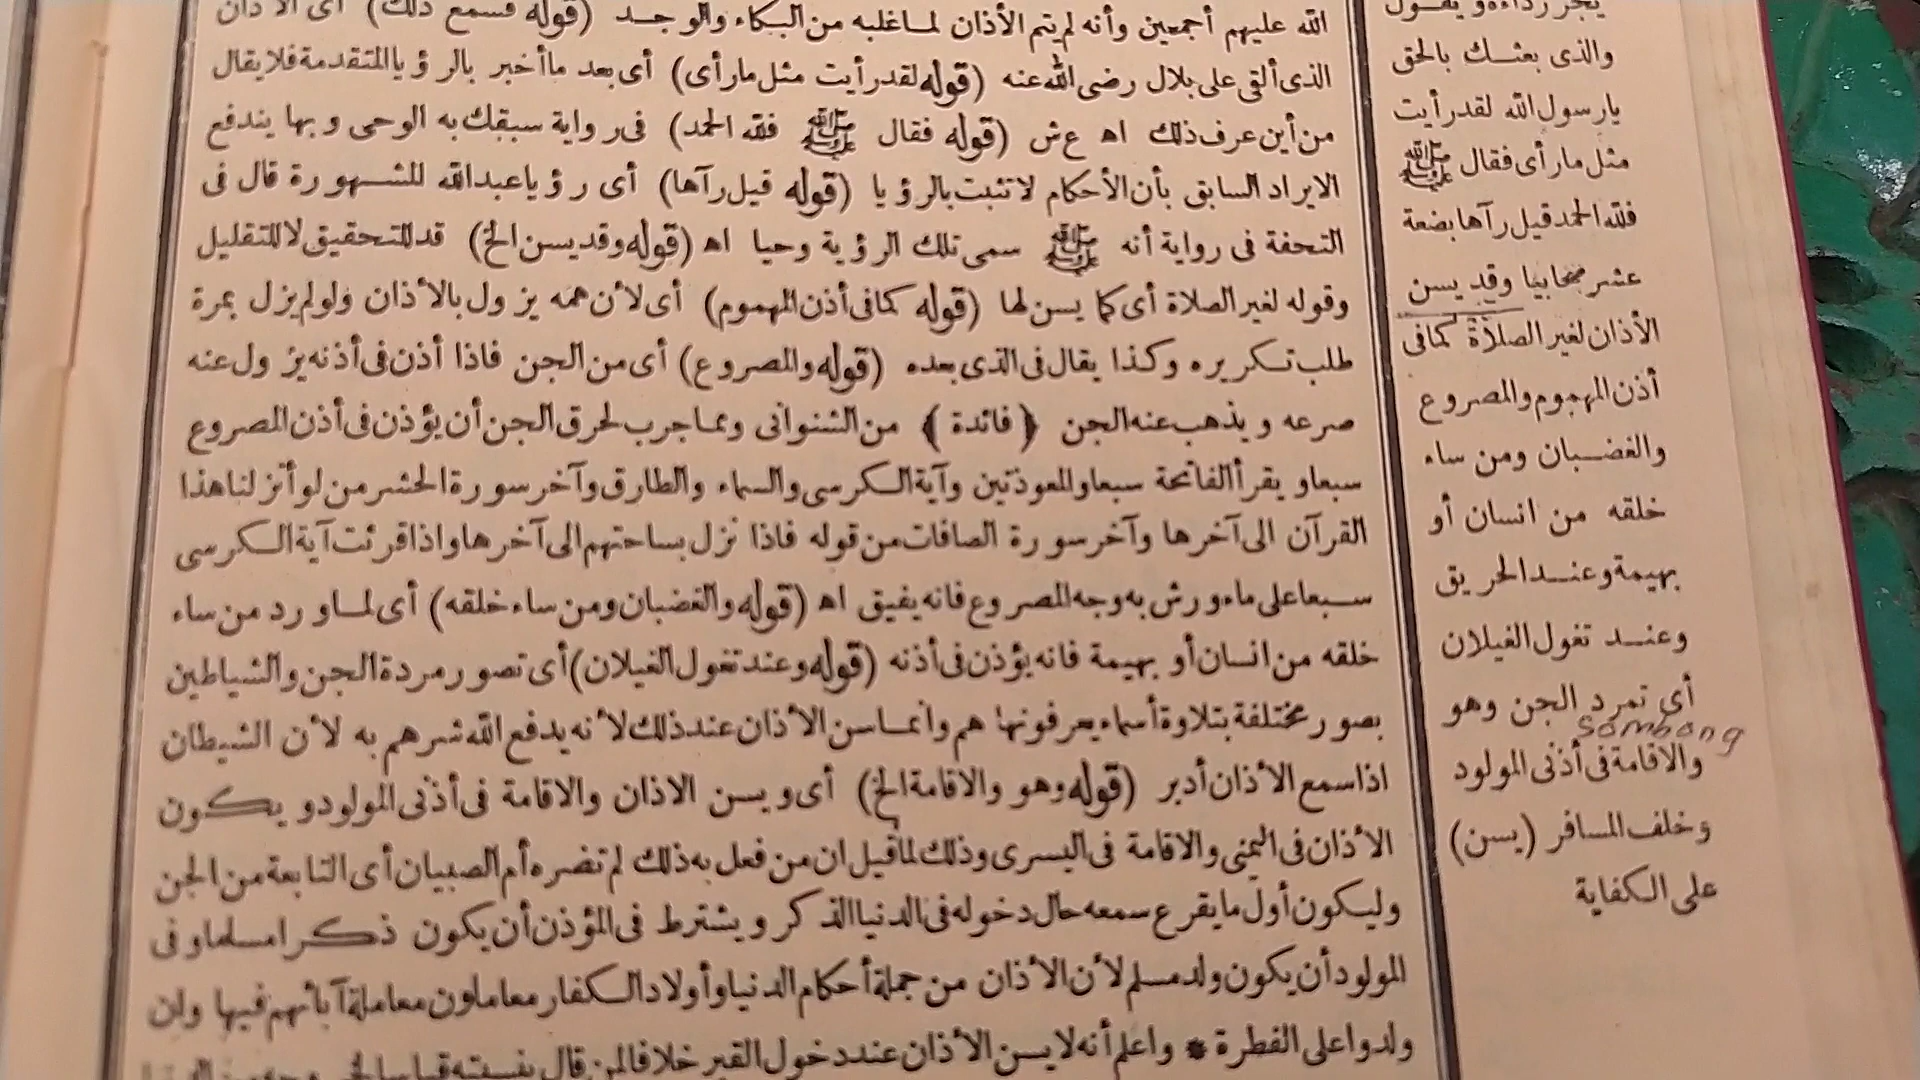 الله عليهم أجمعين وأنه لم يتم الأذان لما غلبه من البكاء والوجد (قوله فسمع ذلك) أى الأذان
الذى ألقى على بلال رضى الله عنه (قوله لقد رأيت مثل ما رأى) أى بعد ما أخبر بالرؤيا المتقدمة فلا يقال
من أين عرف ذلك اه ع ش (قوله فقال صلى الله عليه وسلم فلله الحمد) فى رواية سبقك به الوحى وبها يندفع
الايراد السابق بأن الأحكام لا تثبت بالرؤيا (قوله قيل رآها) أى رؤيا عبد الله المشهورة قال فى
التحفة فى رواية أنه صلى الله عليه وسلم سمى تلك الرؤية وحيا اه (قوله وقد يسن الخ) قد للتحقيق لا للتقليل
وقوله لغير الصلاة أى كما يسن لها (قوله كما فى أذن المهموم) أى لأن همه يزول بالأذان ولو لم يزل بمرة
طلب تكريره وكذا يقال فى الذى بعده (قوله والمصروع) أى من الجن فاذا أذن فى أذنه يزول عنه
صرعه ويذهب عنه الجن ﴿فائدة﴾ من الشنوانى ومما جرب لحرق الجن أن يؤذن فى أذن المصروع
سبعا ويقرأ الفاتحة سبعا والمعوذتين وآية الكرسى والسماء والطارق وآخر سورة الحشر من لو أنزلنا هذا
القرآن الى آخرها وآخر سورة الصافات من قوله فاذا نزل بساحتهم الى آخرها واذا قرئت آية الكرسى
سبعا على ماء ورش به وجه المصروع فانه يفيق اه (قوله والغضبان ومن ساء خلقه) أى لما ورد من ساء
خلقه من انسان أو بهيمة فانه يؤذن فى أذنه (قوله وعند تغول الغيلان) أى تصور مردة الجن والشياطين
بصور مختلفة بتلاوة أسماء يعرفونها هم وانما سن الأذان عند ذلك لأنه يدفع الله شرهم به لأن الشيطان
اذا سمع الأذان أدبر (قوله وهو والاقامة الخ) أى ويسن الاذان والاقامة فى أذنى المولود ويكون
الأذان فى اليمنى والاقامة فى اليسرى وذلك لما قيل ان من فعل به ذلك لم تضره أم الصبيان أى التابعة من الجن
وليكون أول ما يقرع سمعه حال دخوله فى الدنيا الذكر ويشترط فى المؤذن أن يكون ذكرا مسلما وفى
المولود أن يكون ولد مسلم لأن الأذان من جملة أحكام الدنيا وأولاد الكفار معاملون معاملة آبائهم فيها وان
ولدوا على الفطرة * واعلم أنه لا يسن الأذان عند دخول القبر خلافا لمن قال بنسبته قياسا
يجر رداءه ويقول
والذى بعثك بالحق
يا رسول الله لقد رأيت
مثل ما رأى فقال صلى الله عليه وسلم
فلله الحمد قيل رآها بضعة
عشر صحابيا وقد يسن
الأذان لغير الصلاة كما فى
أذن المهموم والمصروع
والغضبان ومن ساء
خلقه من انسان أو
بهيمة وعند الحريق
وعند تغول الغيلان
أى تمرد الجن وهو
sombong
والاقامة فى أذنى المولود
وخلف المسافر (يسن)
على الكفاية